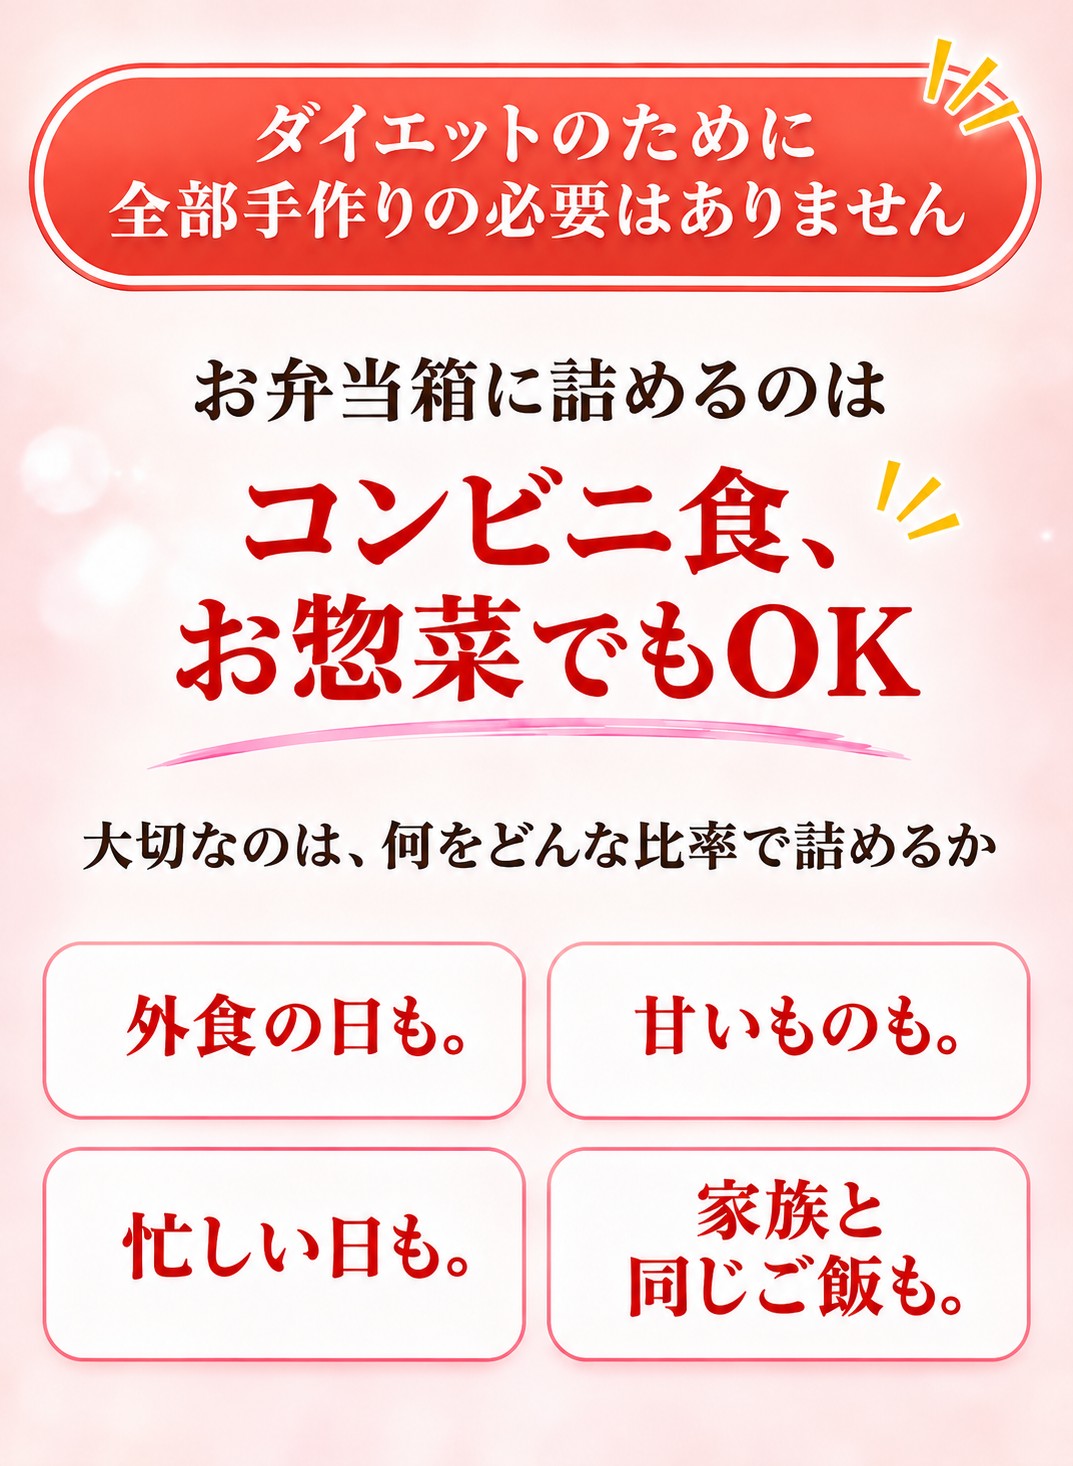 ダイエットのために
全部手作りの必要はありません
お弁当箱に詰めるのは
コンビニ食、
お惣菜でもOK
大切なのは、何をどんな比率で詰めるか
外食の日も。
甘いものも。
忙しい日も。
家族と
同じご飯も。